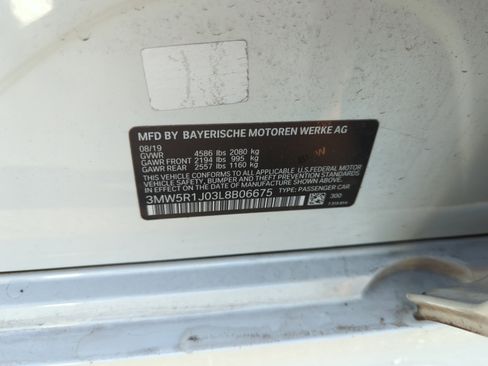 MFD BY BAYERISCHE MOTOREN WERKE AG
08/19
GVWR 4586 lbs 2080 kg
GAWR FRONT 2194 lbs 995 kg
GAWR REAR 2557 lbs 1160 kg
THIS VEHICLE CONFORMS TO ALL APPLICABLE U.S. FEDERAL MOTOR
VEHICLE SAFETY, BUMPER AND THEFT PREVENTION STANDARDS
IN EFFECT ON THE DATE OF MANUFACTURE SHOWN ABOVE.
3MW5R1J03L8B06675 TYPE: PASSENGER CAR
300